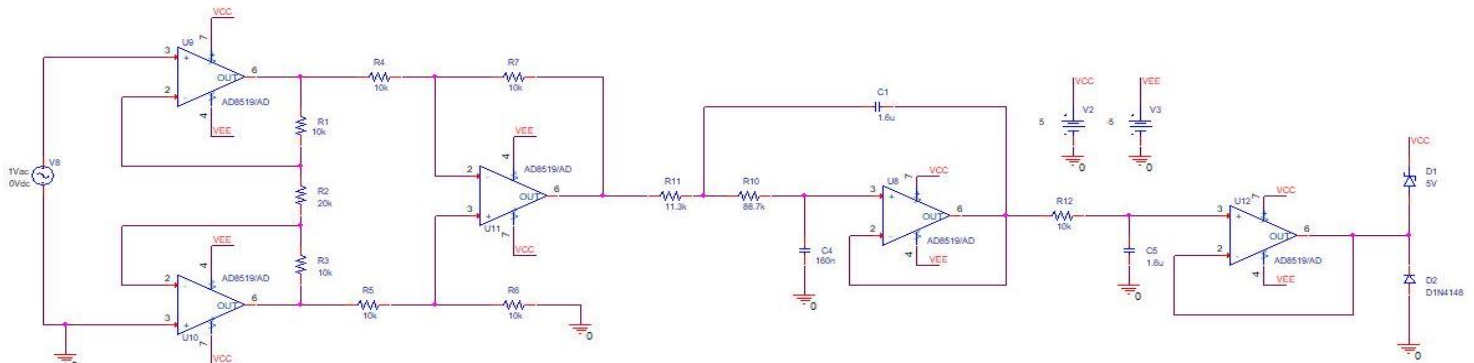 VCC
U9
3
7
+
OUT
6
2
-
4
AD8519/AD
VEE
R4
10k
R7
10k
R1
10k
1Vac
0Vdc
V8
R2
20k
VEE
4
AD8519/AD
2
-
OUT
6
3
+
U10
7
VCC
0
R3
10k
R5
10k
R6
10k
0
VEE
4
AD8519/AD
2
-
OUT
6
3
+
U11
7
VCC
C1
1.6u
R11
11.3k
R10
88.7k
C4
160n
0
U8
VCC
3
7
+
OUT
6
2
-
4
AD8519/AD
VEE
VCC
V2
5
0
VEE
V3
-5
0
R12
10k
C5
1.6u
0
VCC
U12
3
7
+
OUT
6
2
-
4
AD8519/AD
VEE
VCC
D1
5V
D2
D1N4148
0